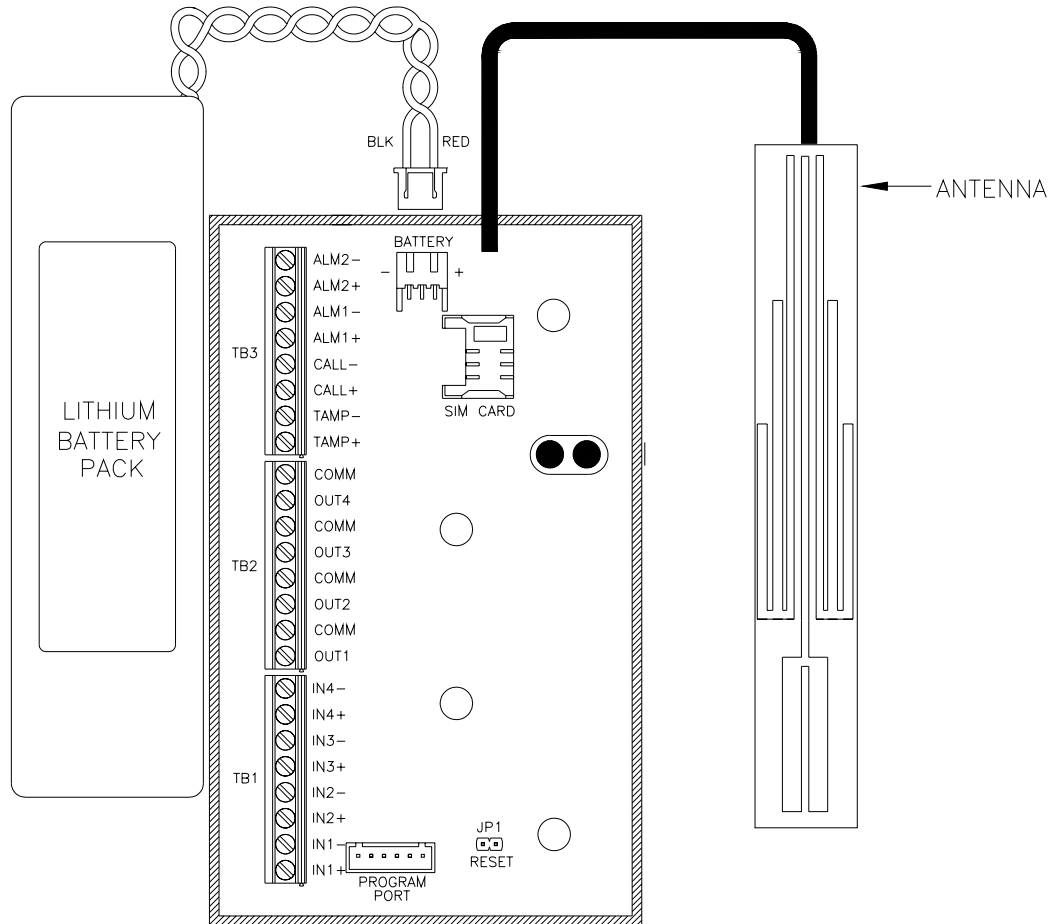 BLK RED
ANTENNA
BATTERY
- +
ALM2-
ALM2+
ALM1-
ALM1+
TB3
CALL-
CALL+
TAMP-
TAMP+
SIM CARD
LITHIUM
BATTERY
PACK
COMM
OUT4
COMM
OUT3
TB2
COMM
OUT2
COMM
OUT1
IN4-
IN4+
IN3-
IN3+
TB1
IN2-
IN2+
IN1-
IN1+
JP1
RESET
PROGRAM
PORT